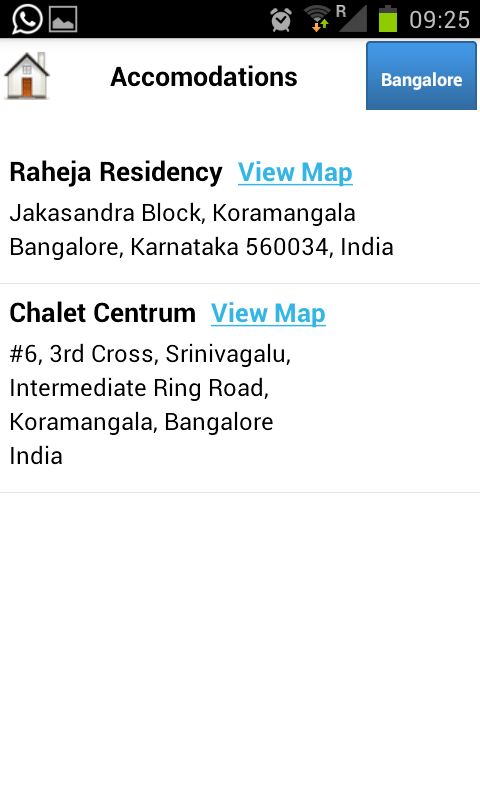 R 09:25
Accomodations
Bangalore
Raheja Residency View Map
Jakasandra Block, Koramangala
Bangalore, Karnataka 560034, India
Chalet Centrum View Map
#6, 3rd Cross, Srinivagalu,
Intermediate Ring Road,
Koramangala, Bangalore
India